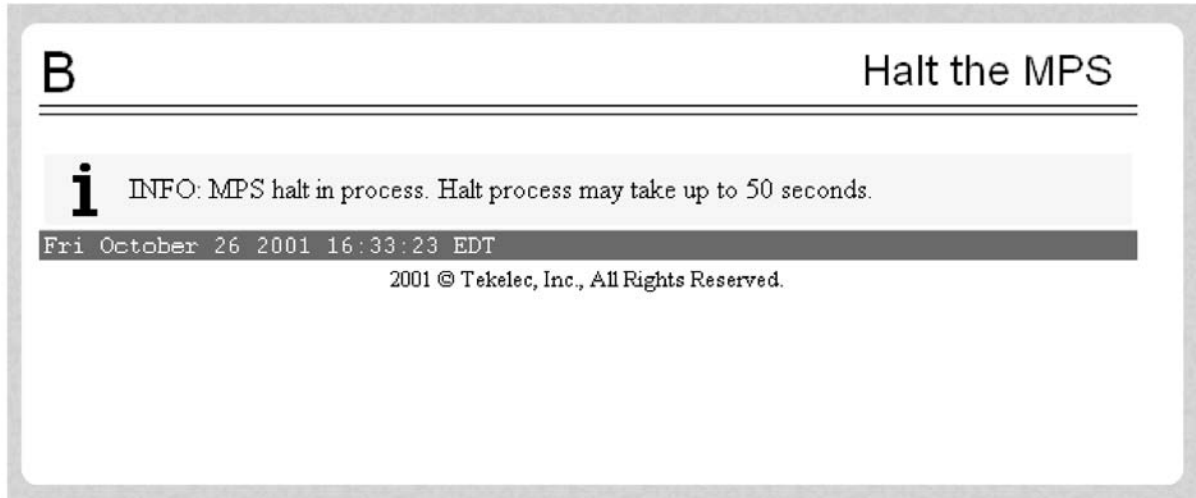 B Halt the MPS
i INFO: MPS halt in process. Halt process may take up to 50 seconds.
Fri October 26 2001 16:33:23 EDT
2001 © Tekelec, Inc., All Rights Reserved.